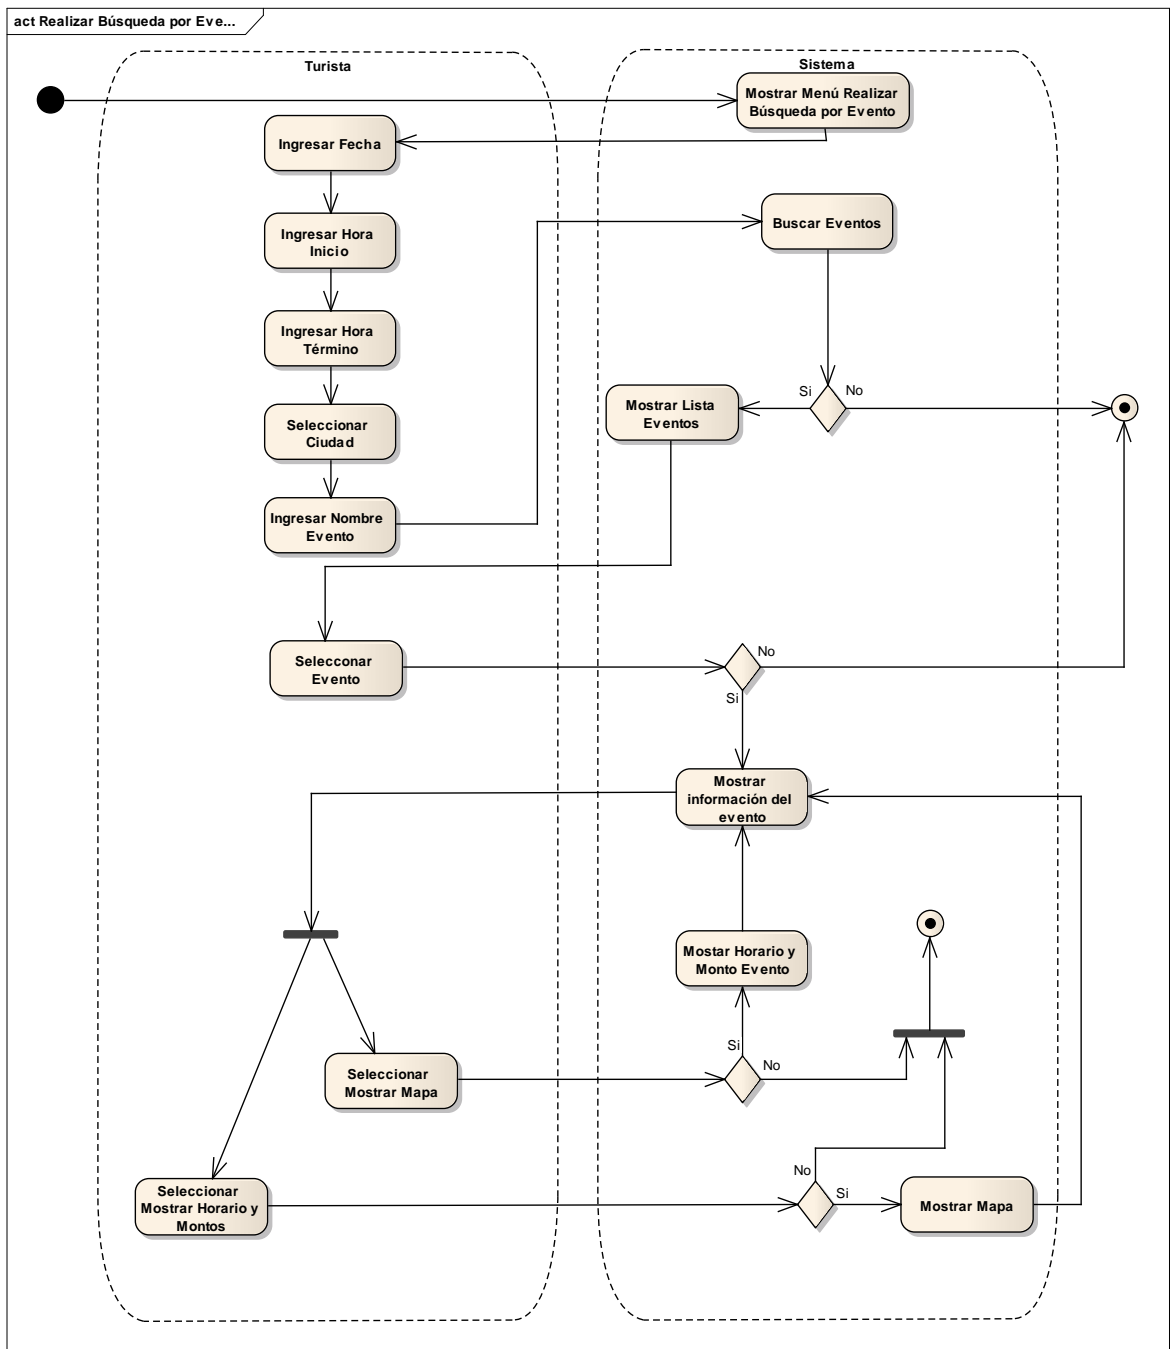 act Realizar Búsqueda por Eve...
Turista
Sistema
Mostrar Menú Realizar
Búsqueda por Evento
Ingresar Fecha
Ingresar Hora
Inicio
Buscar Eventos
Ingresar Hora
Término
Si
No
Mostrar Lista
Eventos
Seleccionar
Ciudad
Ingresar Nombre
Evento
Selecconar
Evento
No
Si
Mostrar
información del
evento
Mostar Horario y
Monto Evento
Si
No
Seleccionar
Mostrar Mapa
No
Si
Seleccionar
Mostrar Horario y
Montos
Mostrar Mapa